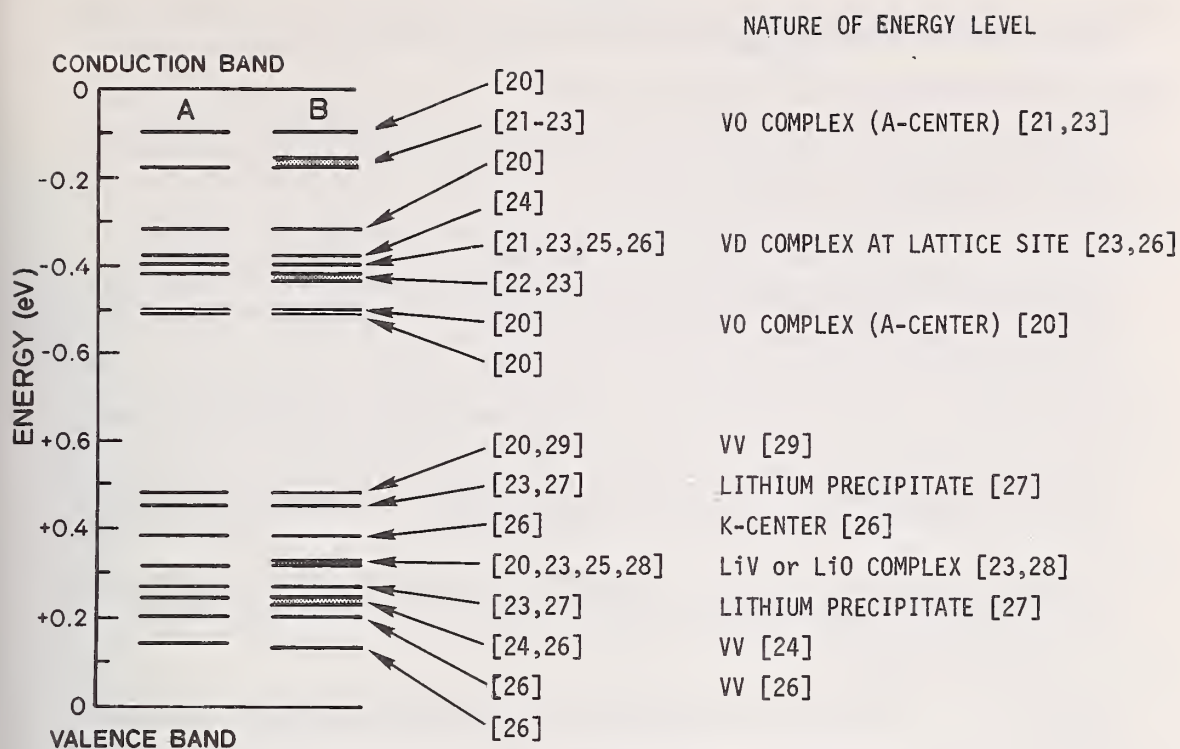 NATURE OF ENERGY LEVEL
CONDUCTION BAND
0
A
B
[20]
[21-23] VO COMPLEX (A-CENTER) [21,23]
-0.2
[20]
[24]
-0.4
[21,23,25,26] VD COMPLEX AT LATTICE SITE [23,26]
[22,23]
[20] VO COMPLEX (A-CENTER) [20]
-0.6
[20]
ENERGY (eV)
+0.6
[20,29] VV [29]
[23,27] LITHIUM PRECIPITATE [27]
+0.4
[26] K-CENTER [26]
[20,23,25,28] LiV or LiO COMPLEX [23,28]
+0.2
[23,27] LITHIUM PRECIPITATE [27]
[24,26] VV [24]
[26] VV [26]
0
[26]
VALENCE BAND